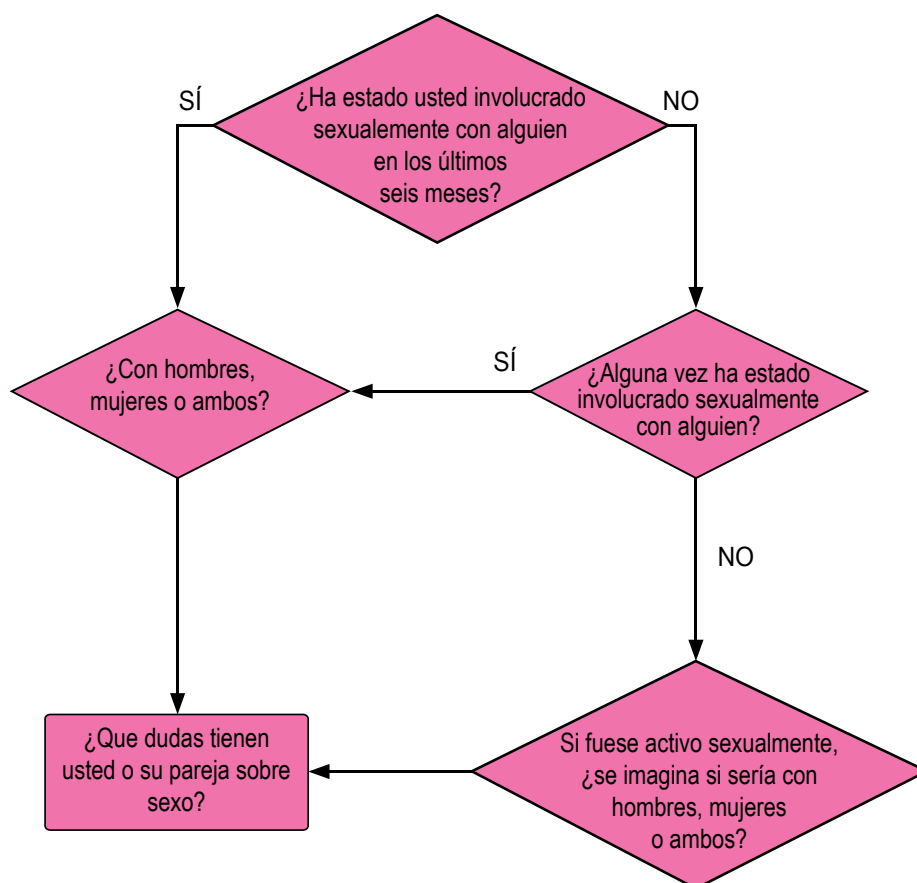 ¿Ha estado usted involucrado
sexualemente con alguien
en los últimos
seis meses?
SÍ
NO
¿Con hombres,
mujeres o ambos?
SÍ
¿Alguna vez ha estado
involucrado sexualmente
con alguien?
NO
¿Que dudas tienen
usted o su pareja sobre
sexo?
Si fuese activo sexualmente,
¿se imagina si sería con
hombres, mujeres
o ambos?